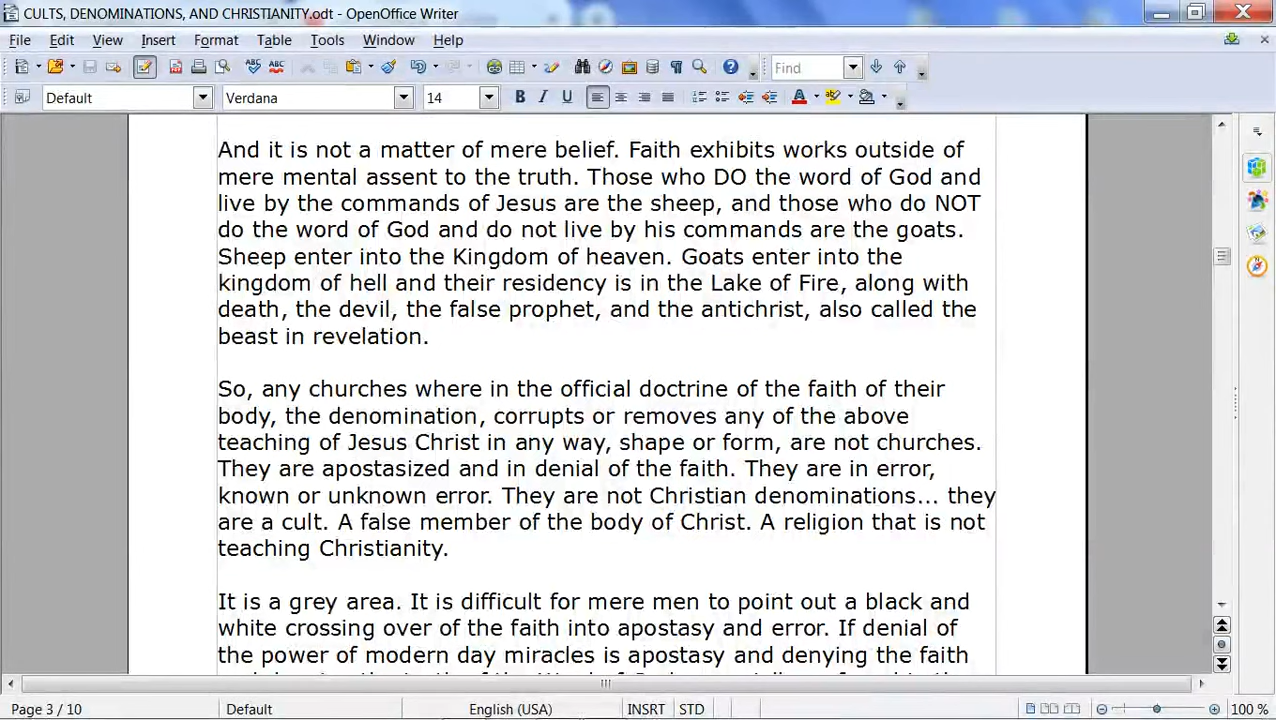 CULTS, DENOMINATIONS, AND CHRISTIANITY.odt - OpenOffice Writer
File Edit View Insert Format Table Tools Window Help
Find
Default Verdana 14
And it is not a matter of mere belief. Faith exhibits works outside of
mere mental assent to the truth. Those who DO the word of God and
live by the commands of Jesus are the sheep, and those who do NOT
do the word of God and do not live by his commands are the goats.
Sheep enter into the Kingdom of heaven. Goats enter into the
kingdom of hell and their residency is in the Lake of Fire, along with
death, the devil, the false prophet, and the antichrist, also called the
beast in revelation.
So, any churches where in the official doctrine of the faith of their
body, the denomination, corrupts or removes any of the above
teaching of Jesus Christ in any way, shape or form, are not churches.
They are apostasized and in denial of the faith. They are in error,
known or unknown error. They are not Christian denominations... they
are a cult. A false member of the body of Christ. A religion that is not
teaching Christianity.
It is a grey area. It is difficult for mere men to point out a black and
white crossing over of the faith into apostasy and error. If denial of
the power of modern day miracles is apostasy and denying the faith
Page 3 / 10 Default English (USA) INSRT STD 100 %